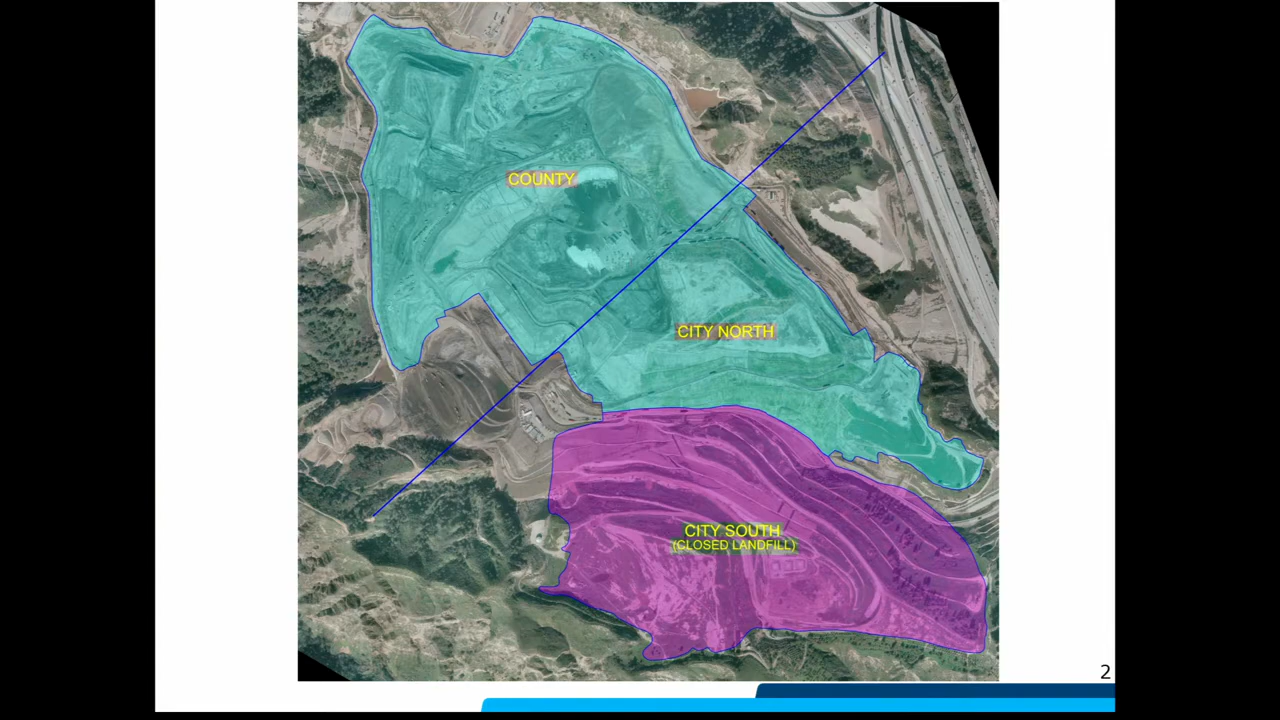 COUNTY
CITY NORTH
CITY SOUTH
(CLOSED LANDFILL)
2